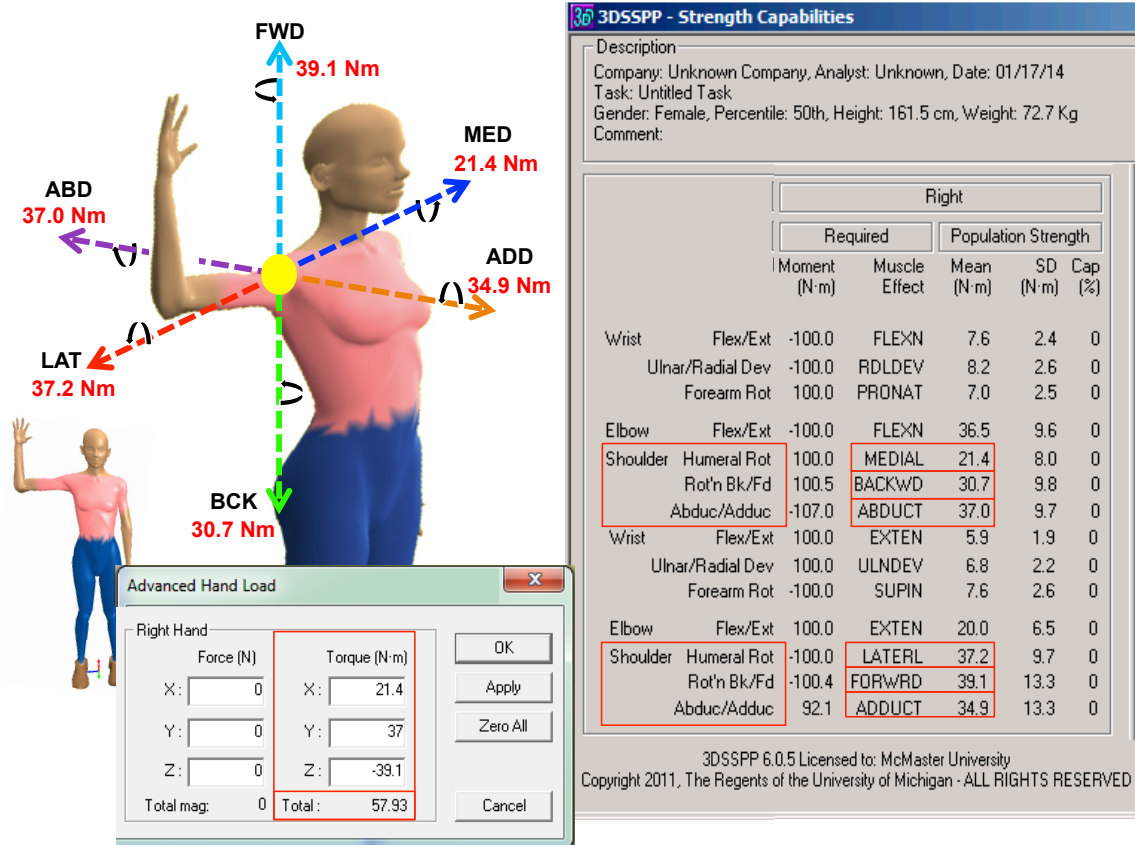 FWD
39.1 Nm
MED
21.4 Nm
ABD
37.0 Nm
ADD
34.9 Nm
LAT
37.2 Nm
BCK
30.7 Nm
Advanced Hand Load
Right Hand
Force (N) Torque (N·m)
X: 0 X: 21.4
Y: 0 Y: 37
Z: 0 Z: -39.1
Total mag: 0 Total: 57.93
OK
Apply
Zero All
Cancel
3D 3DSSPP - Strength Capabilities
Description
Company: Unknown Company, Analyst: Unknown, Date: 01/17/14
Task: Untitled Task
Gender: Female, Percentile: 50th, Height: 161.5 cm, Weight: 72.7 Kg
Comment:
Right
Required Population Strength
Moment Muscle Mean SD Cap
(N·m) Effect (N·m) (N·m) (%)
Wrist Flex/Ext -100.0 FLEXN 7.6 2.4 0
Ulnar/Radial Dev -100.0 RDLDEV 8.2 2.6 0
Forearm Rot 100.0 PRONAT 7.0 2.5 0
Elbow Flex/Ext -100.0 FLEXN 36.5 9.6 0
Shoulder Humeral Rot 100.0 MEDIAL 21.4 8.0 0
Rot'n Bk/Fd 100.5 BACKWD 30.7 9.8 0
Abduc/Adduc -107.0 ABDUCT 37.0 9.7 0
Wrist Flex/Ext 100.0 EXTEN 5.9 1.9 0
Ulnar/Radial Dev 100.0 ULNDEV 6.8 2.2 0
Forearm Rot -100.0 SUPIN 7.6 2.6 0
Elbow Flex/Ext 100.0 EXTEN 20.0 6.5 0
Shoulder Humeral Rot -100.0 LATERL 37.2 9.7 0
Rot'n Bk/Fd -100.4 FORWRD 39.1 13.3 0
Abduc/Adduc 92.1 ADDUCT 34.9 13.3 0
3DSSPP 6.0.5 Licensed to: McMaster University
Copyright 2011, The Regents of the University of Michigan - ALL RIGHTS RESERVED